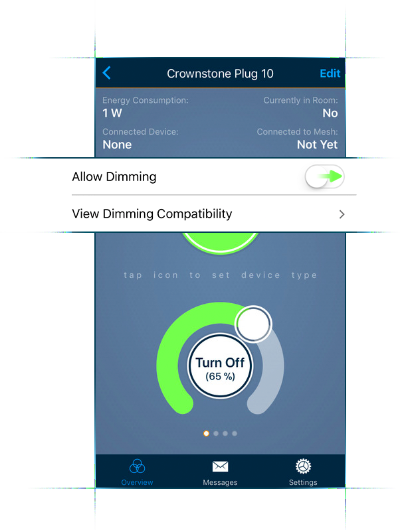 Crownstone Plug 10
Edit
Energy Consumption:
Currently in Room:
1 W
No
Connected Device:
Connected to Mesh:
None
Not Yet
Allow Dimming
View Dimming Compatibility
tap icon to set device type
Turn Off
(65 %)
Overview
Messages
Settings